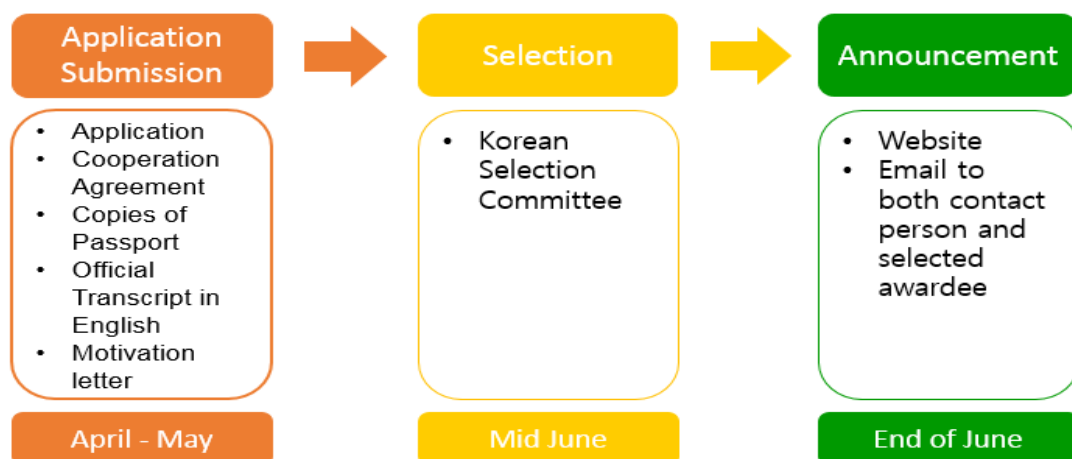 Application
Submission
• Application
• Cooperation
Agreement
• Copies of
Passport
• Official
Transcript in
English
• Motivation
letter
April - May
Selection
• Korean
Selection
Committee
Mid June
Announcement
• Website
• Email to
both contact
person and
selected
awardee
End of June